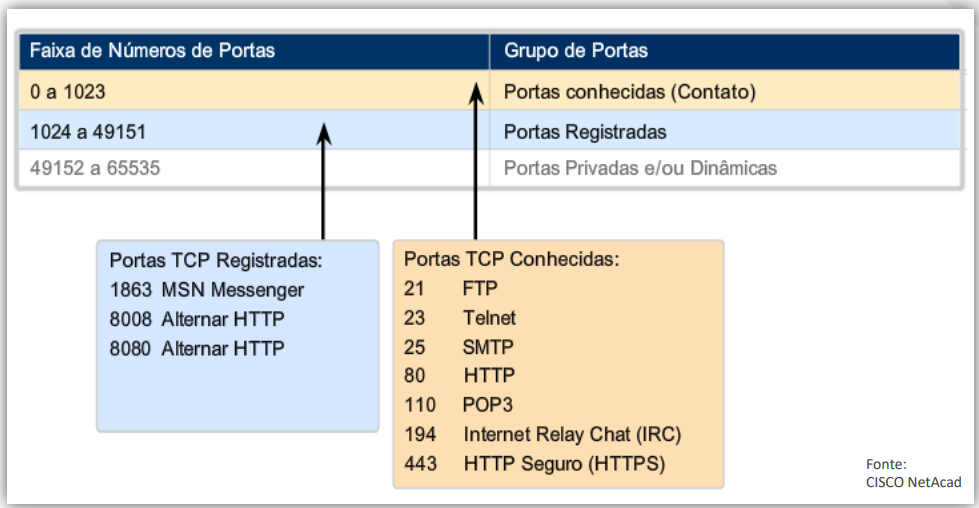 Faixa de Números de Portas Grupo de Portas
0 a 1023 Portas conhecidas (Contato)
1024 a 49151 Portas Registradas
49152 a 65535 Portas Privadas e/ou Dinâmicas
Portas TCP Registradas:
1863 MSN Messenger
8008 Alternar HTTP
8080 Alternar HTTP
Portas TCP Conhecidas:
21 FTP
23 Telnet
25 SMTP
80 HTTP
110 POP3
194 Internet Relay Chat (IRC)
443 HTTP Seguro (HTTPS)
Fonte:
CISCO NetAcad